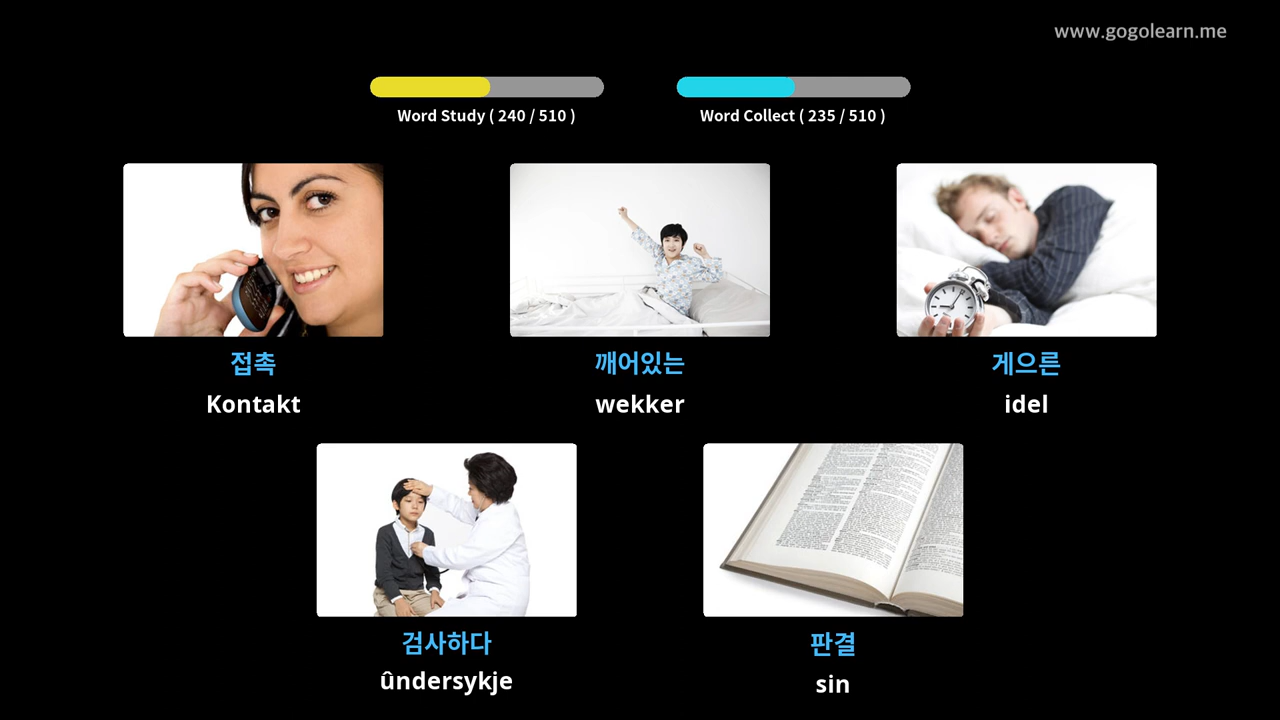 www.gogolearn.me
Word Study ( 240 / 510 )
Word Collect ( 235 / 510 )
접촉
깨어있는
게으른
Kontakt
wekker
idel
검사하다
판결
ûndersykje
sin